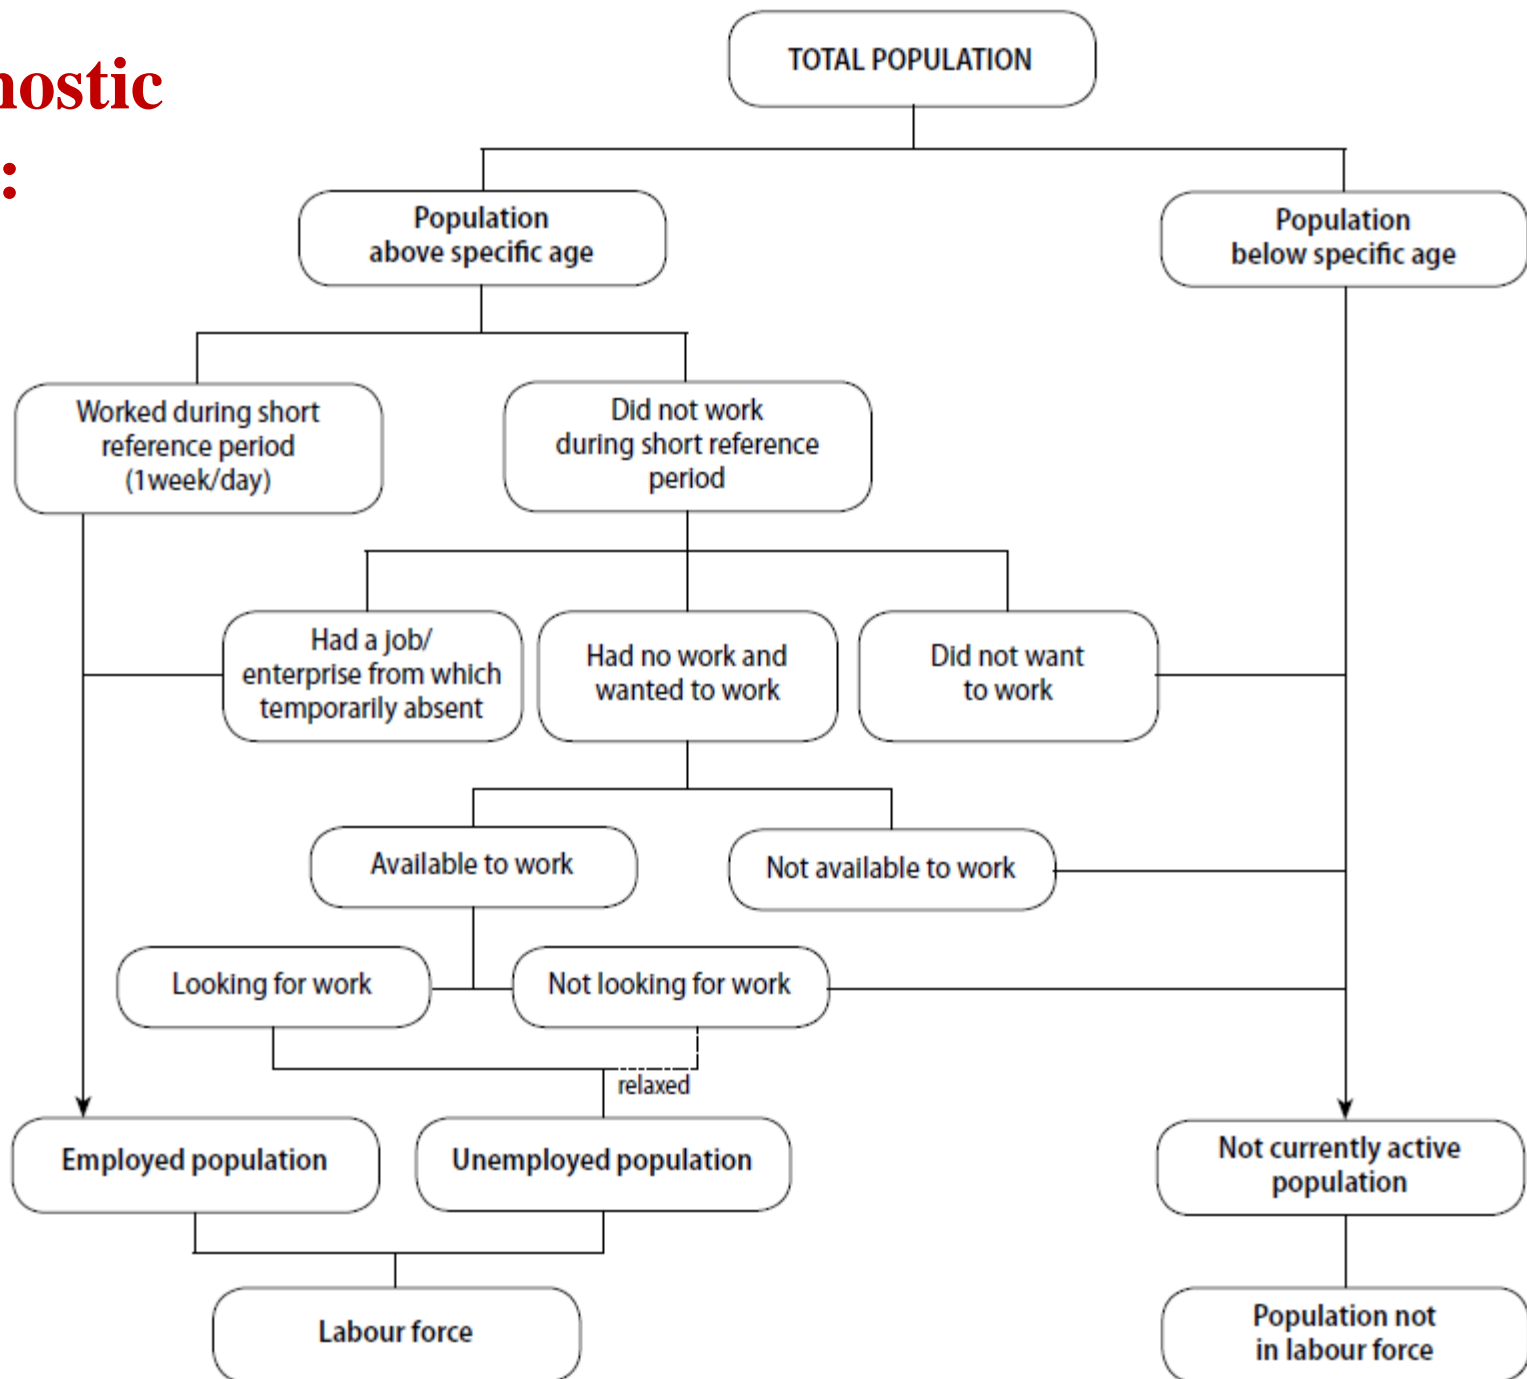 nostic
:
TOTAL POPULATION
Population
above specific age
Population
below specific age
Worked during short
reference period
(1week/day)
Did not work
during short reference
period
Had a job/
enterprise from which
temporarily absent
Had no work and
wanted to work
Did not want
to work
Available to work
Not available to work
Looking for work
Not looking for work
relaxed
Employed population
Unemployed population
Not currently active
population
Labour force
Population not
in labour force